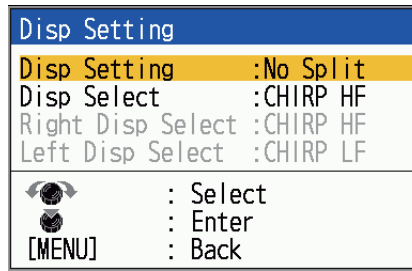 Disp Setting
Disp Setting :No Split
Disp Select :CHIRP HF
Right Disp Select :CHIRP HF
Left Disp Select :CHIRP LF
: Select
: Enter
[MENU] : Back